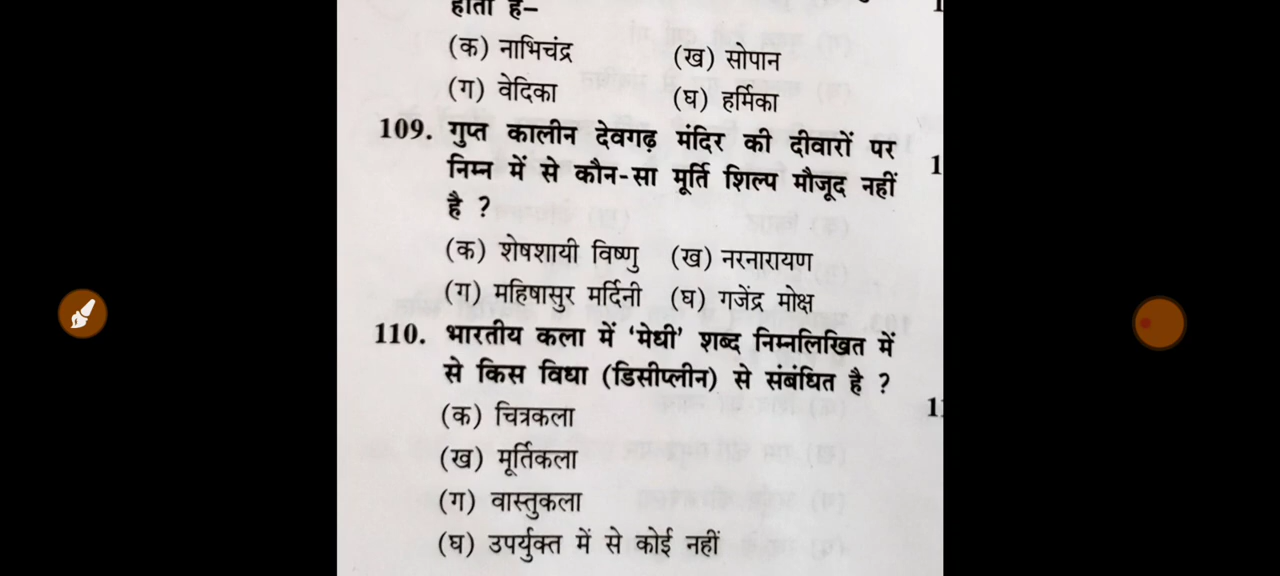 होता है–
(क) नाभिचंद्र (ख) सोपान
(ग) वेदिका (घ) हर्मिका
109. गुप्त कालीन देवगढ़ मंदिर की दीवारों पर
निम्न में से कौन-सा मूर्ति शिल्प मौजूद नहीं
है ?
(क) शेषशायी विष्णु (ख) नरनारायण
(ग) महिषासुर मर्दिनी (घ) गजेंद्र मोक्ष
110. भारतीय कला में ‘मेधी’ शब्द निम्नलिखित में
से किस विधा (डिसीप्लीन) से संबंधित है ?
(क) चित्रकला
(ख) मूर्तिकला
(ग) वास्तुकला
(घ) उपर्युक्त में से कोई नहीं